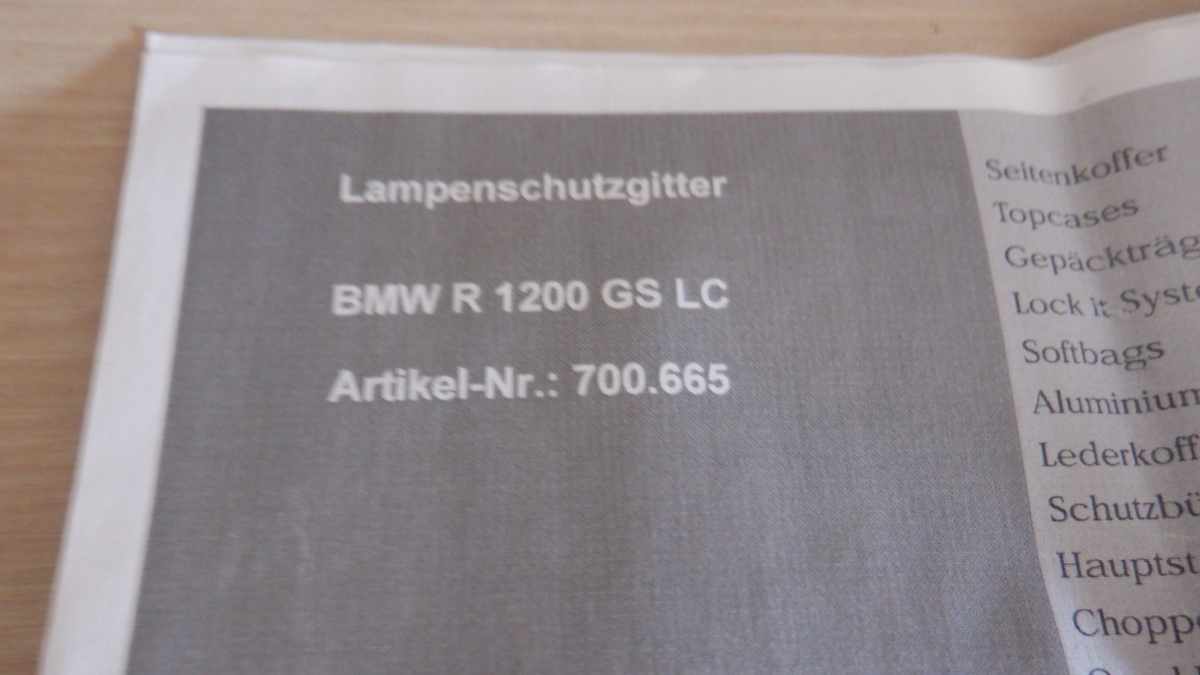 Lampenschutzgitter
BMW R 1200 GS LC
Artikel-Nr.: 700.665
Seitenkoffer
Topcases
Gepäckträg
Lock it Syste
Softbags
Aluminium
Lederkoff
Schutzbü
Hauptst
Choppe